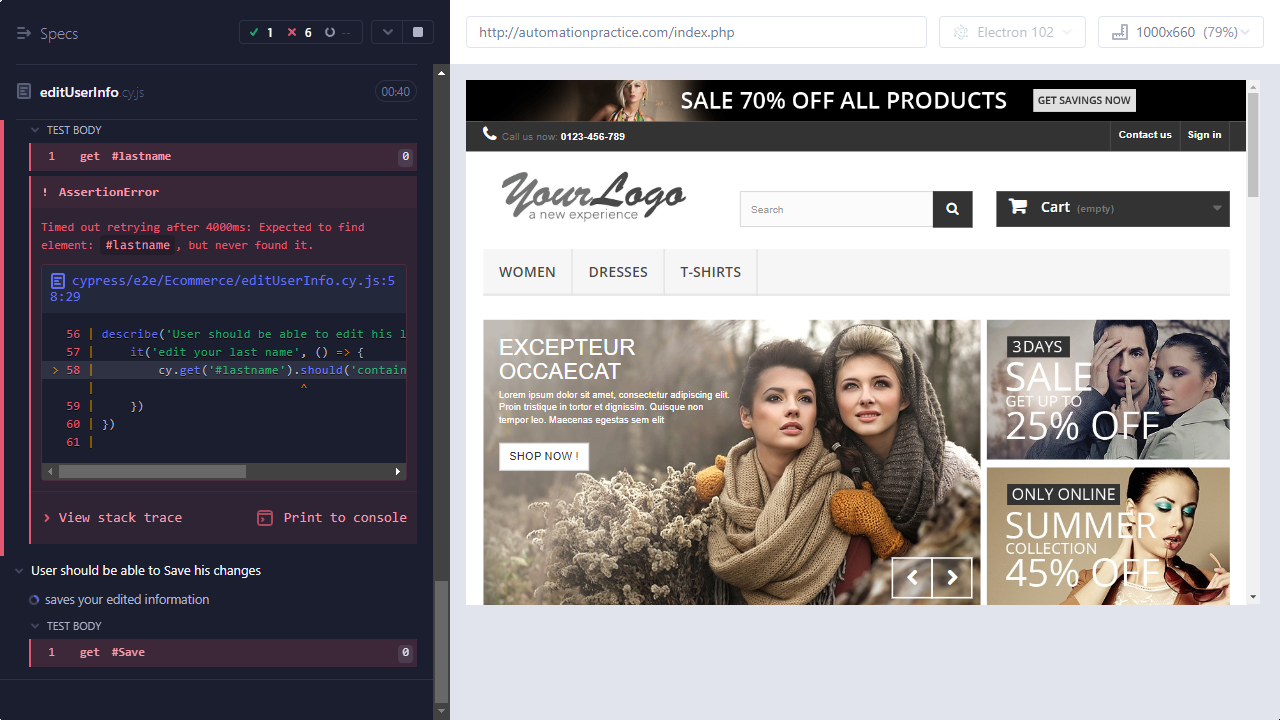 Specs
1
6
--
editUserInfo.cy.js
00:40
TEST BODY
1 get #lastname 0
! AssertionError
Timed out retrying after 4000ms: Expected to find
element: #lastname, but never found it.
cypress/e2e/Ecommerce/editUserInfo.cy.js:5
8:29
56 | describe('User should be able to edit his l
57 | it('edit your last name', () => {
> 58 | cy.get('#lastname').should('contain
| ^
59 | })
60 | })
61 |
View stack trace
Print to console
User should be able to Save his changes
saves your edited information
TEST BODY
1 get #Save 0
http://automationpractice.com/index.php
Electron 102
1000x660 (79%)
SALE 70% OFF ALL PRODUCTS
GET SAVINGS NOW
Call us now: 0123-456-789
Contact us
Sign in
YourLogo
a new experience
Search
Cart (empty)
WOMEN
DRESSES
T-SHIRTS
EXCEPTEUR
OCCAECAT
Lorem ipsum dolor sit amet, consectetur adipiscing elit.
Proin tristique in tortor et dignissim. Quisque non
tempor leo. Maecenas egestas sem elit
SHOP NOW !
3 DAYS
SALE
GET UP TO
25% OFF
ONLY ONLINE
SUMMER
COLLECTION
45% OFF